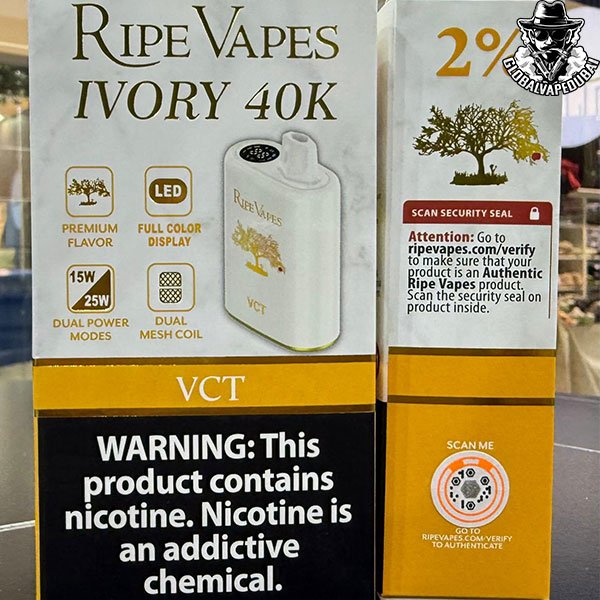 RIPE VAPES
IVORY 40K
PREMIUM
FLAVOR
LED
FULL COLOR
DISPLAY
15W
25W
DUAL POWER
MODES
DUAL
MESH COIL
RIPE VAPES
VCT
VCT
WARNING: This
product contains
nicotine. Nicotine is
an addictive
chemical.
2%
GLOBALVAPEDUBAI
SCAN SECURITY SEAL
Attention: Go to
ripevapes.com/verify
to make sure that your
product is an Authentic
Ripe Vapes product.
Scan the security seal on
product inside.
SCAN ME
GO TO
RIPEVAPES.COM/VERIFY
TO AUTHENTICATE